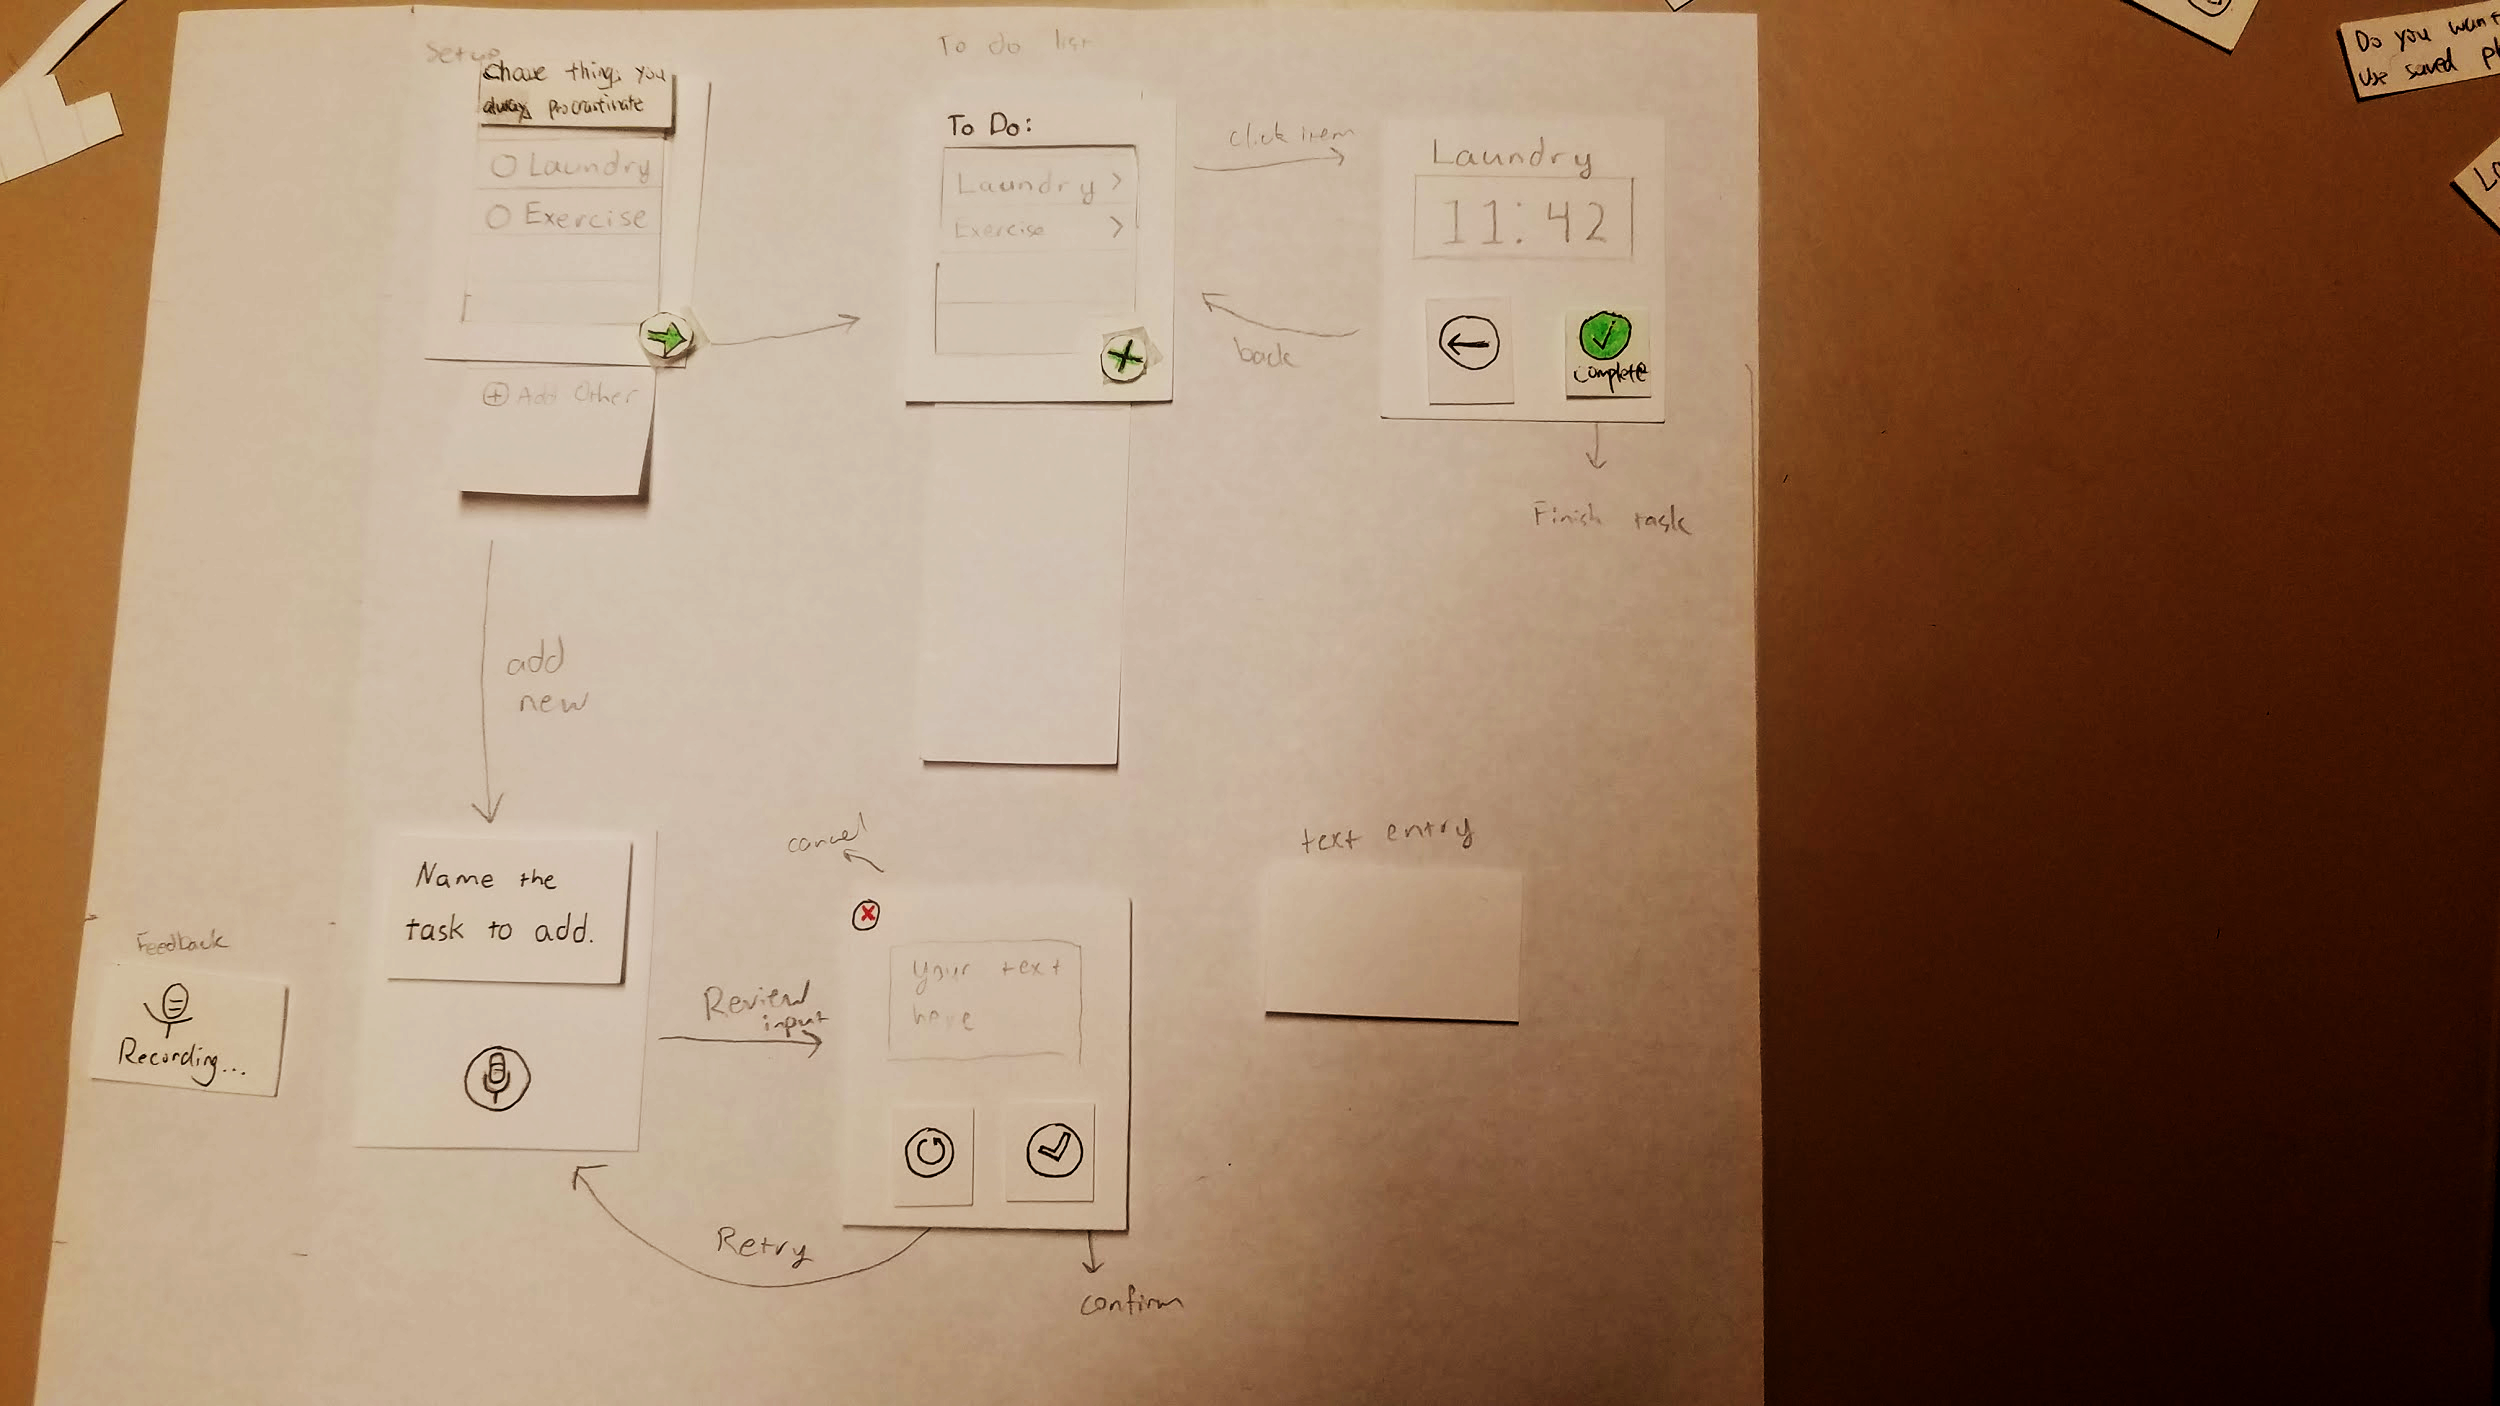 Setup
To do list
Choose things you
always procrastinate
Laundry
Exercise
Add Other
To Do:
Laundry >
Exercise >
click item
back
Laundry
11:42
complete
Finish task
add
new
Name the
task to add.
Feedback
Recording...
Review
input
cancel
x
your text
here
text entry
Retry
confirm
Do you want
Use saved